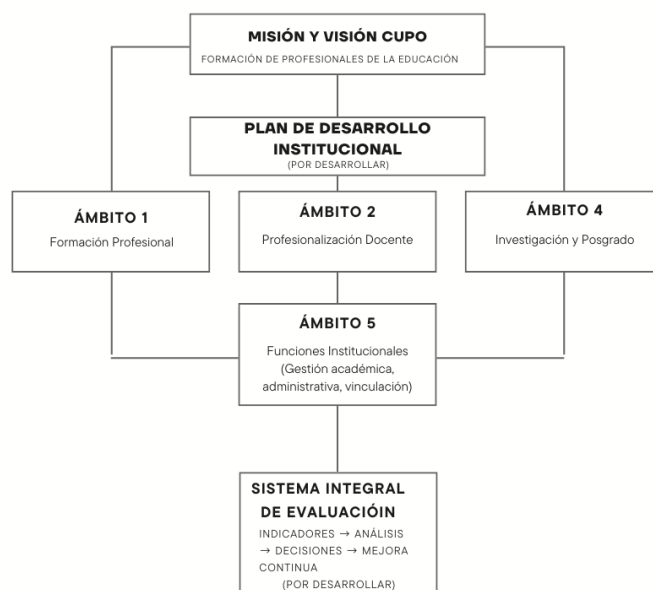 MISIÓN Y VISIÓN CUPO
FORMACIÓN DE PROFESIONALES DE LA EDUCACIÓN
PLAN DE DESARROLLO
INSTITUCIONAL
(POR DESARROLLAR)
ÁMBITO 1
Formación Profesional
ÁMBITO 2
Profesionalización Docente
ÁMBITO 4
Investigación y Posgrado
ÁMBITO 5
Funciones Institucionales
(Gestión académica,
administrativa, vinculación)
SISTEMA INTEGRAL
DE EVALUACIÓIN
INDICADORES → ANÁLISIS
→ DECISIONES → MEJORA
CONTINUA
(POR DESARROLLAR)